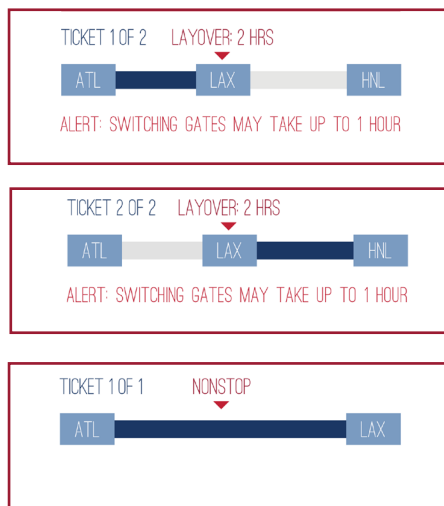 TICKET 1 OF 2 LAYOVER: 2 HRS
ATL LAX HNL
ALERT: SWITCHING GATES MAY TAKE UP TO 1 HOUR
TICKET 2 OF 2 LAYOVER: 2 HRS
ATL LAX HNL
ALERT: SWITCHING GATES MAY TAKE UP TO 1 HOUR
TICKET 1 OF 1 NONSTOP
ATL LAX